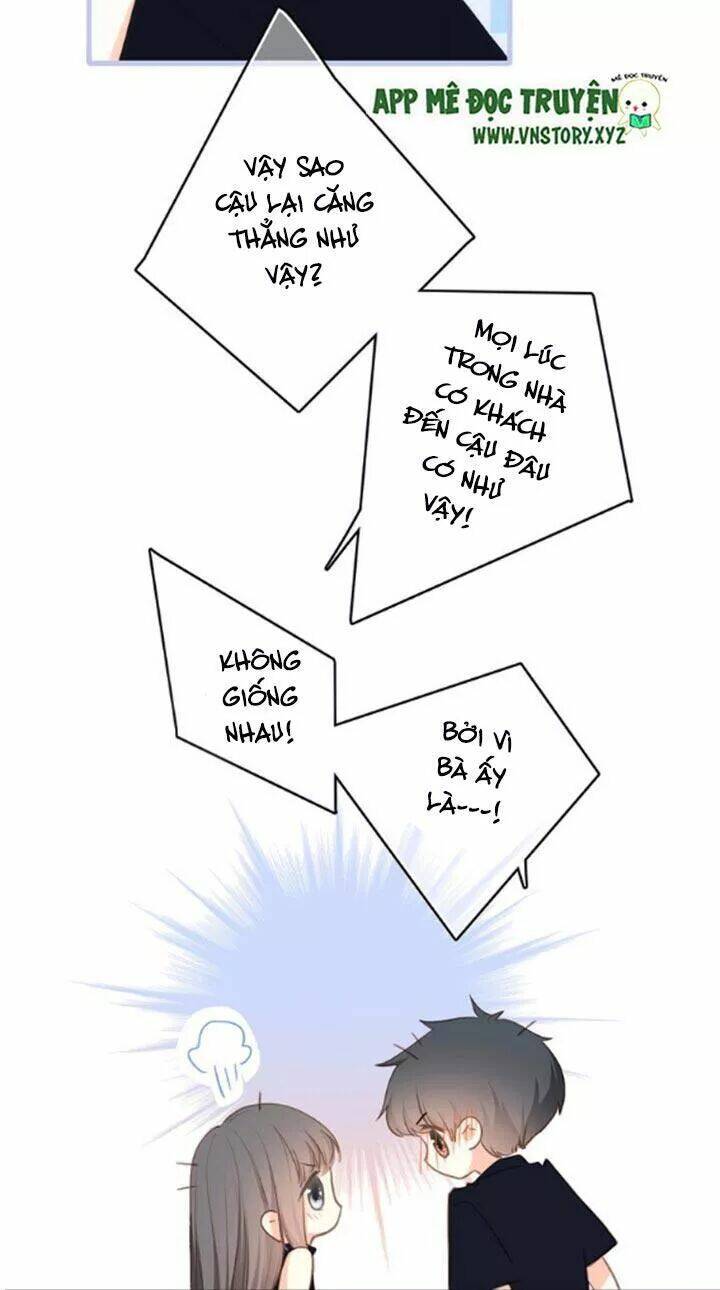 MÊ ĐỌC TRUYỆN
APP MÊ ĐỌC TRUYỆN
WWW.VNSTORY.XYZ
VẬY SAO
CẬU LẠI CĂNG
THẲNG NHƯ
VẬY?
MỌI LÚC
TRONG NHÀ
CÓ KHÁCH
ĐẾN CẬU ĐÂU
CÓ NHƯ
VẬY!
KHÔNG
GIỐNG
NHAU!
BỞI VÌ
BÀ ẤY
LÀ---!